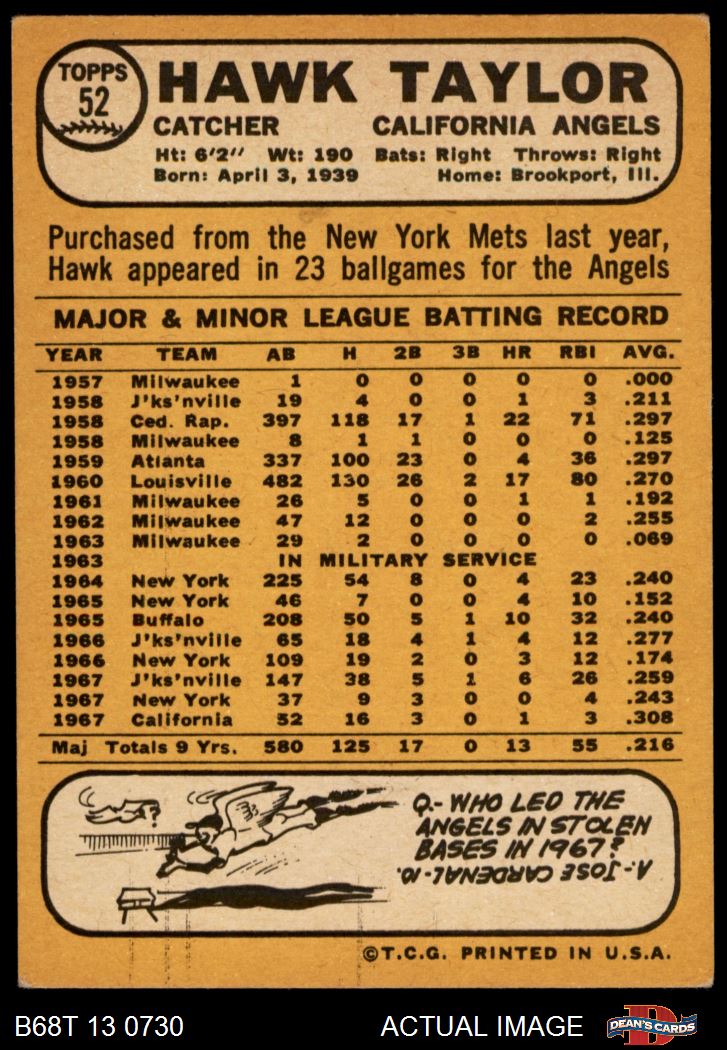 TOPPS
52
HAWK TAYLOR
CATCHER CALIFORNIA ANGELS
Ht: 6'2" Wt: 190 Bats: Right Throws: Right
Born: April 3, 1939 Home: Brookport, Ill.
Purchased from the New York Mets last year,
Hawk appeared in 23 ballgames for the Angels
MAJOR & MINOR LEAGUE BATTING RECORD
YEAR TEAM AB H 2B 3B HR RBI AVG.
1957 Milwaukee 1 0 0 0 0 0 .000
1958 J'ks'nville 19 4 0 0 1 3 .211
1958 Ced. Rap. 397 118 17 1 22 71 .297
1958 Milwaukee 8 1 1 0 0 0 .125
1959 Atlanta 337 100 23 0 4 36 .297
1960 Louisville 482 130 26 2 17 80 .270
1961 Milwaukee 26 5 0 0 1 1 .192
1962 Milwaukee 47 12 0 0 0 2 .255
1963 Milwaukee 29 2 0 0 0 0 .069
1963 IN MILITARY SERVICE
1964 New York 225 54 8 0 4 23 .240
1965 New York 46 7 0 0 4 10 .152
1965 Buffalo 208 50 5 1 10 32 .240
1966 J'ks'nville 65 18 4 1 4 12 .277
1966 New York 109 19 2 0 3 12 .174
1967 J'ks'nville 147 38 5 1 6 26 .259
1967 New York 37 9 3 0 0 4 .243
1967 California 52 16 3 0 1 3 .308
Maj Totals 9 Yrs. 580 125 17 0 13 55 .216
?
Q.- WHO LED THE
ANGELS IN STOLEN
BASES IN 1967?
A. JOSE CARDENAL-10.
©T.C.G. PRINTED IN U.S.A.
B68T 13 0730 ACTUAL IMAGE DEAN'S CARDS